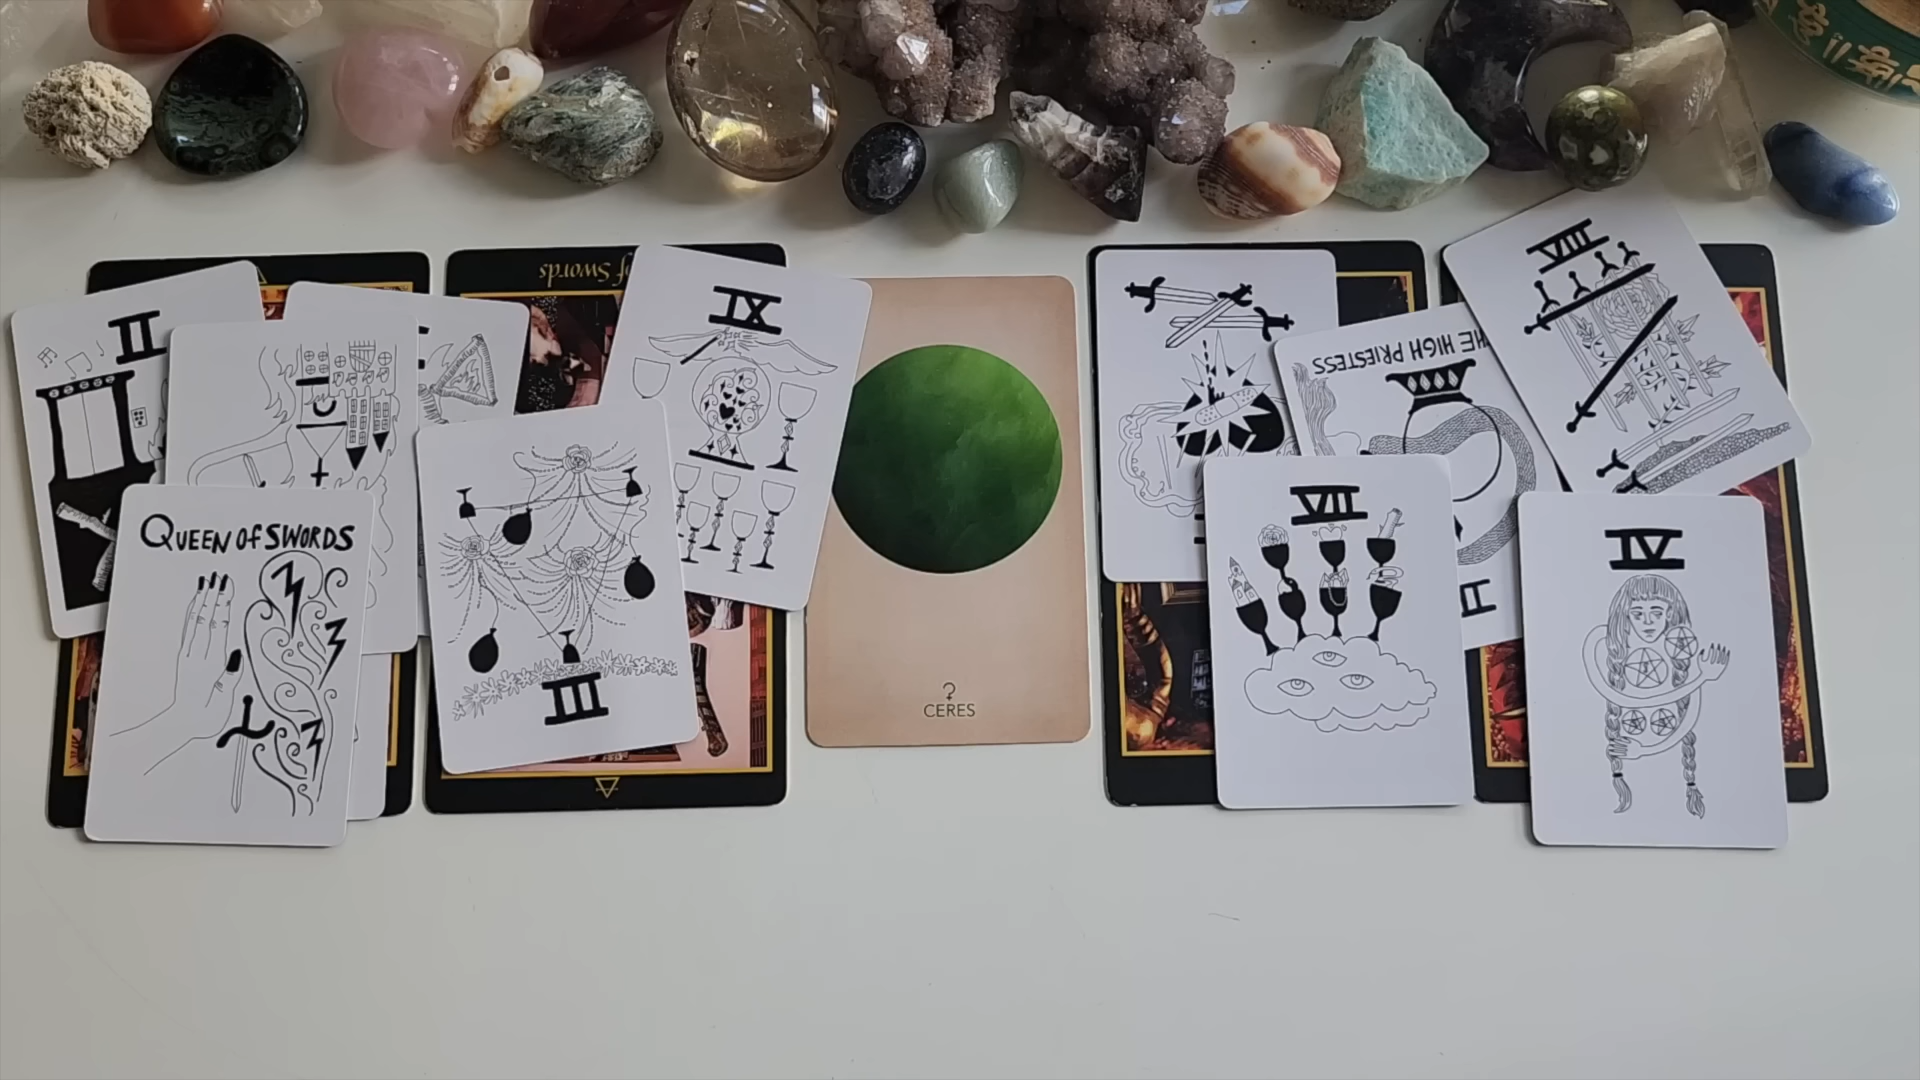 of Swords
II
IX
VIII
THE HIGH PRIESTESS
QUEEN OF SWORDS
VII
IV
III
CERES